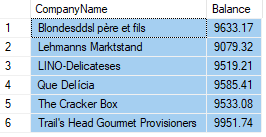 CompanyName Balance
1 Blondesddsl père et fils 9633.17
2 Lehmanns Marktstand 9079.32
3 LINO-Delicateses 9519.21
4 Que Delícia 9585.41
5 The Cracker Box 9533.08
6 Trail's Head Gourmet Provisioners 9951.74